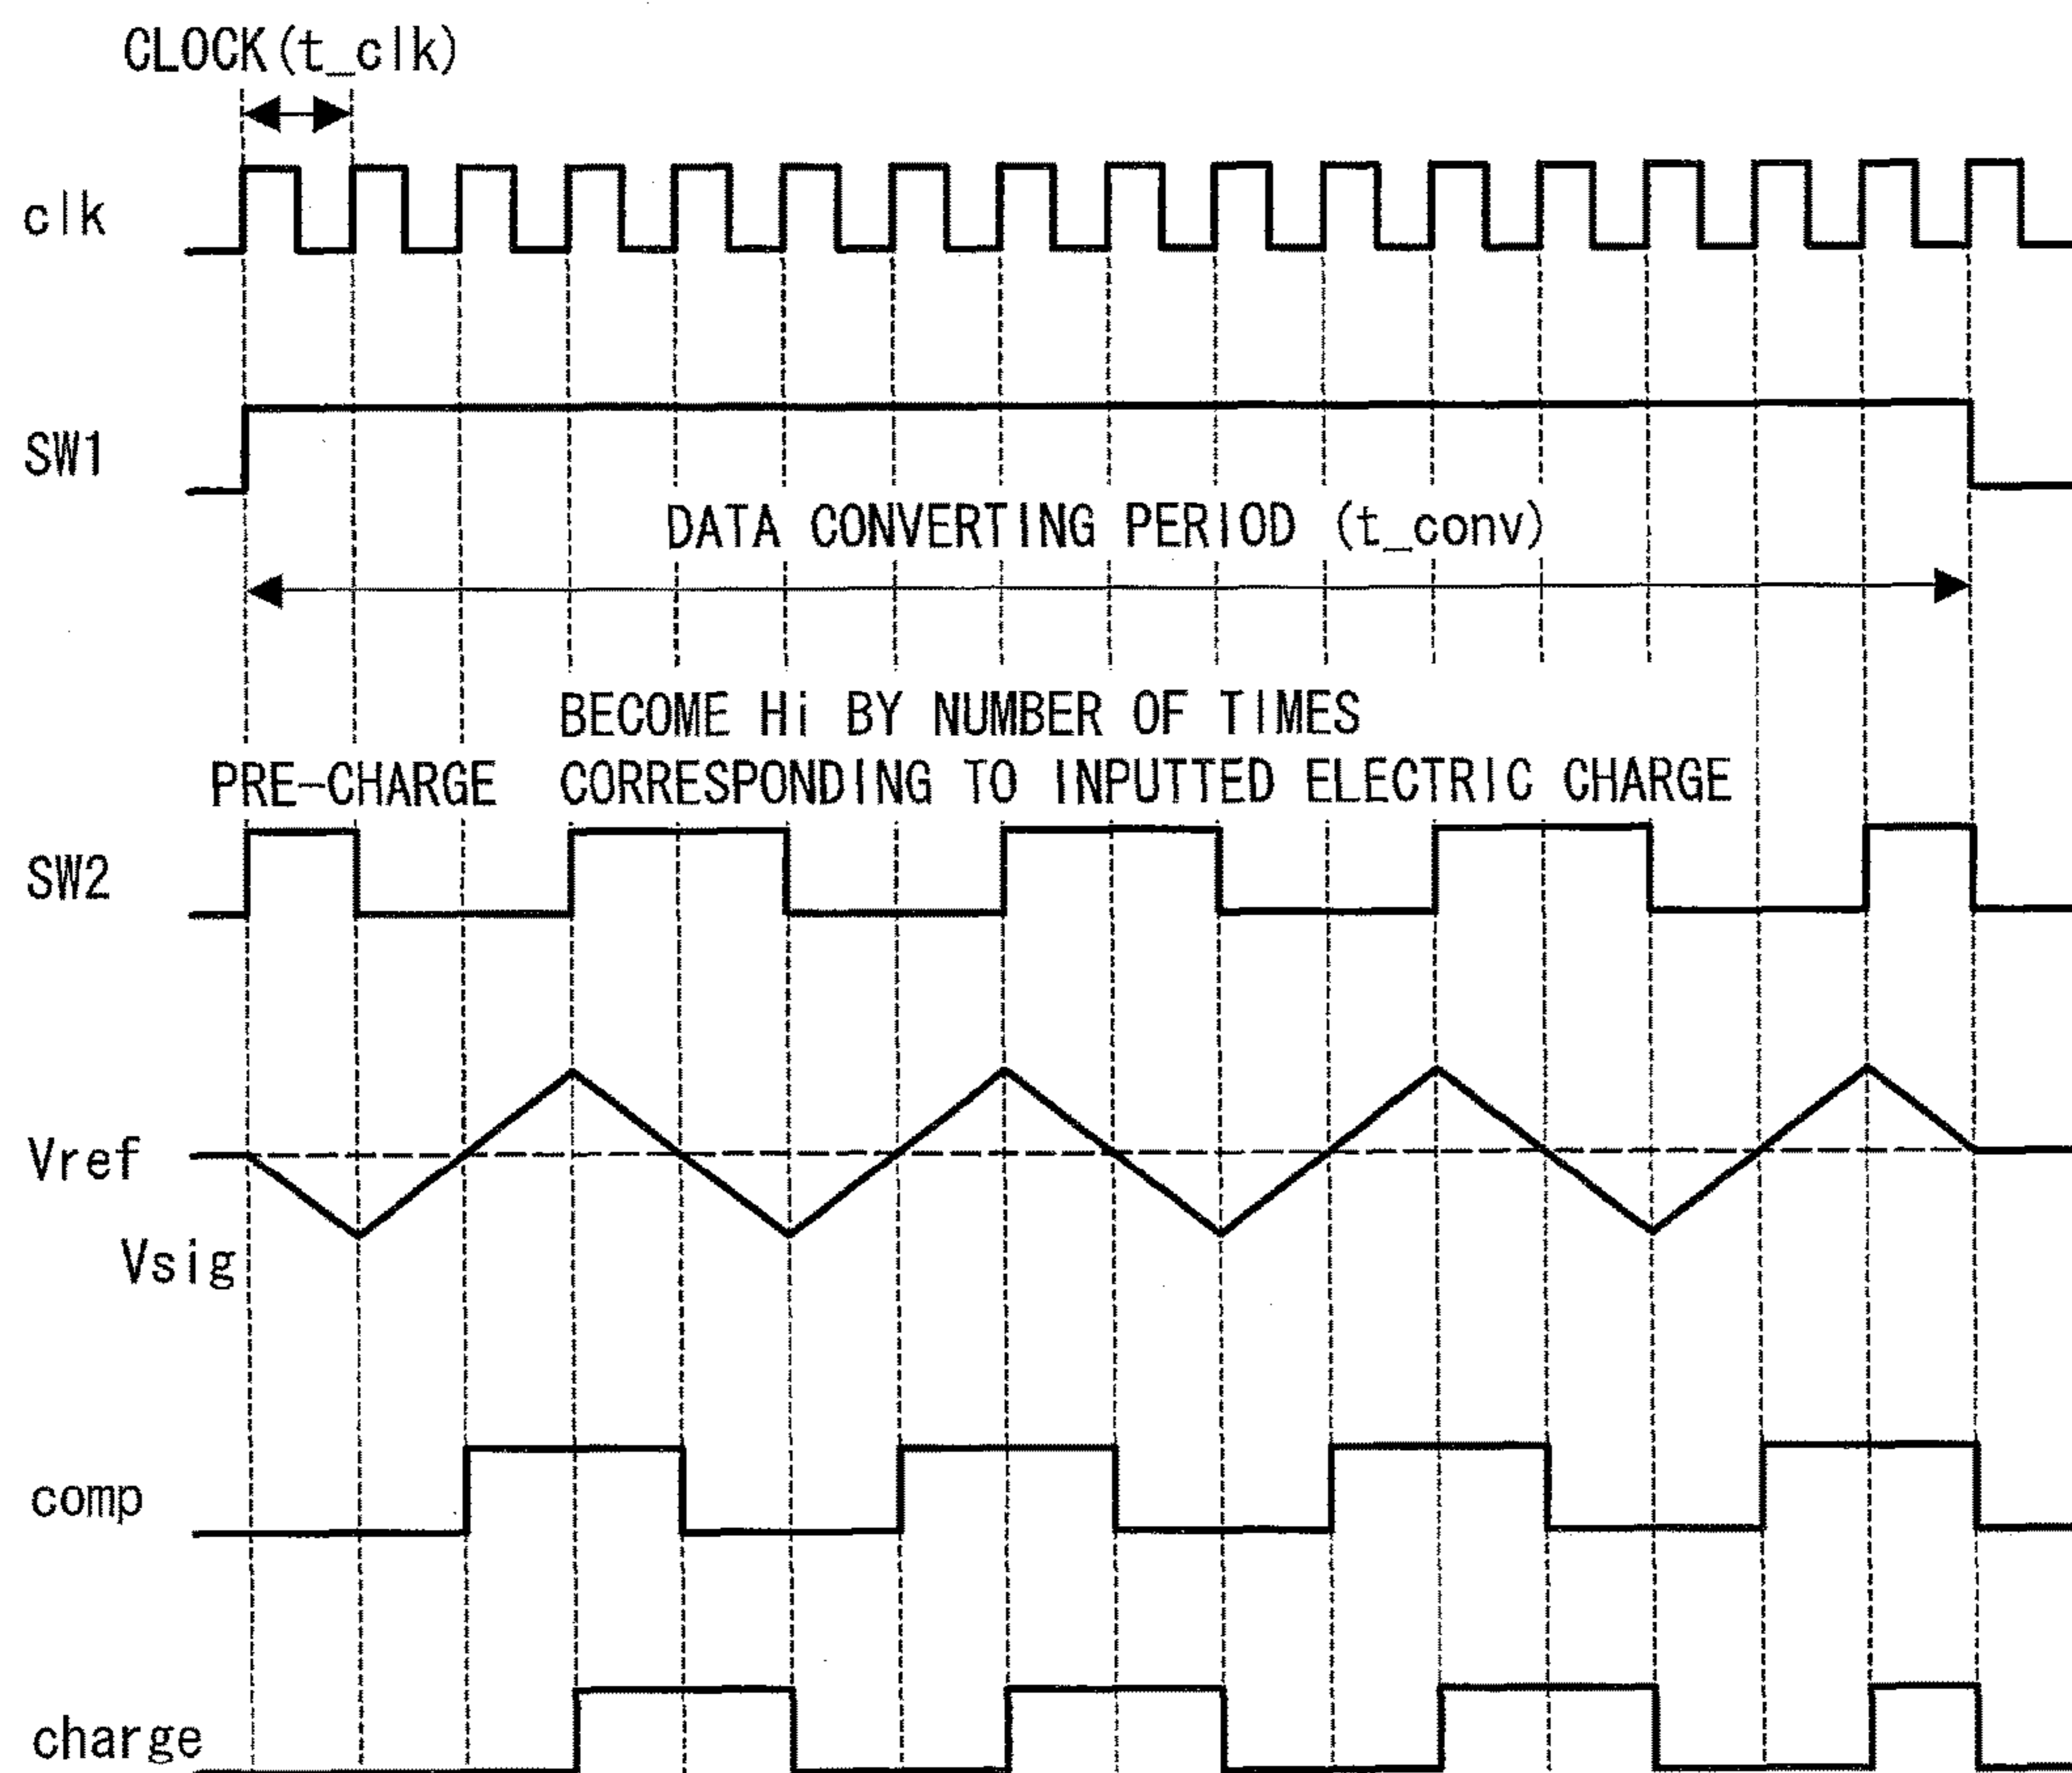 CLOCK(t_clk)
clk
SW1
DATA CONVERTING PERIOD (t_conv)
BECOME Hi BY NUMBER OF TIMES
PRE-CHARGE CORRESPONDING TO INPUTTED ELECTRIC CHARGE
SW2
Vref
Vsig
comp
charge